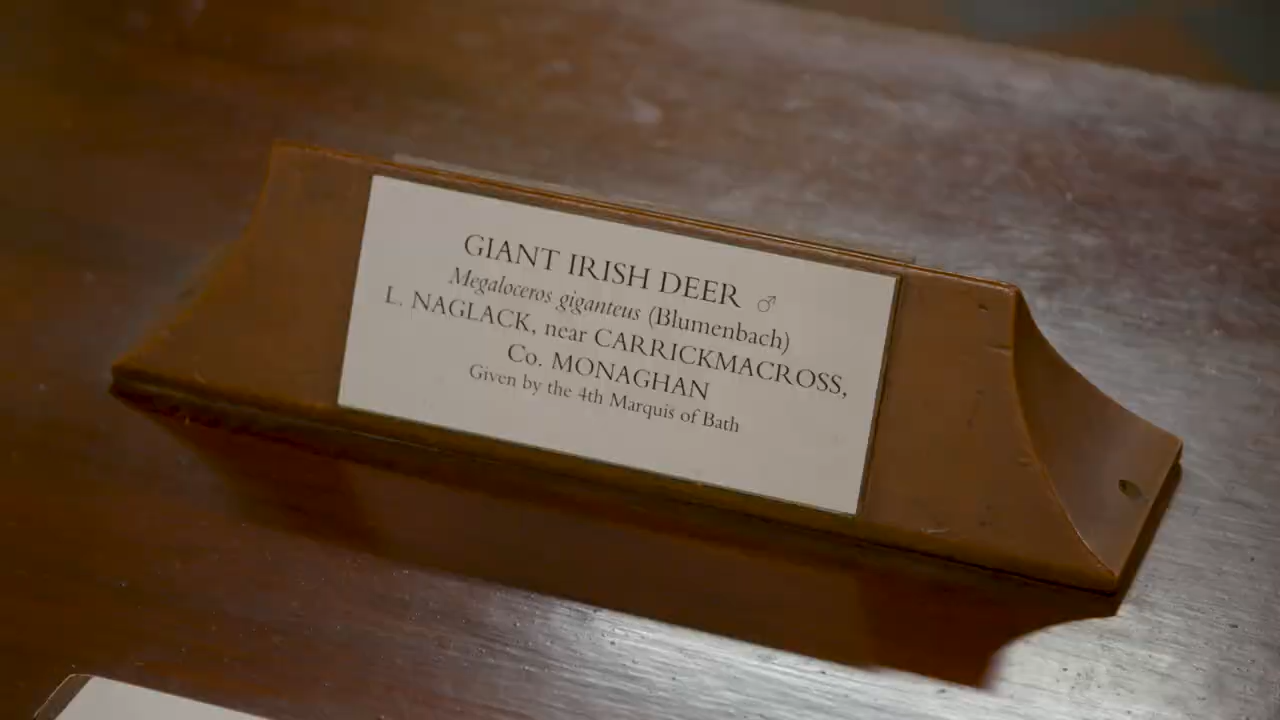 GIANT IRISH DEER ♂
Megaloceros giganteus (Blumenbach)
L. NAGLACK, near CARRICKMACROSS,
Co. MONAGHAN
Given by the 4th Marquis of Bath